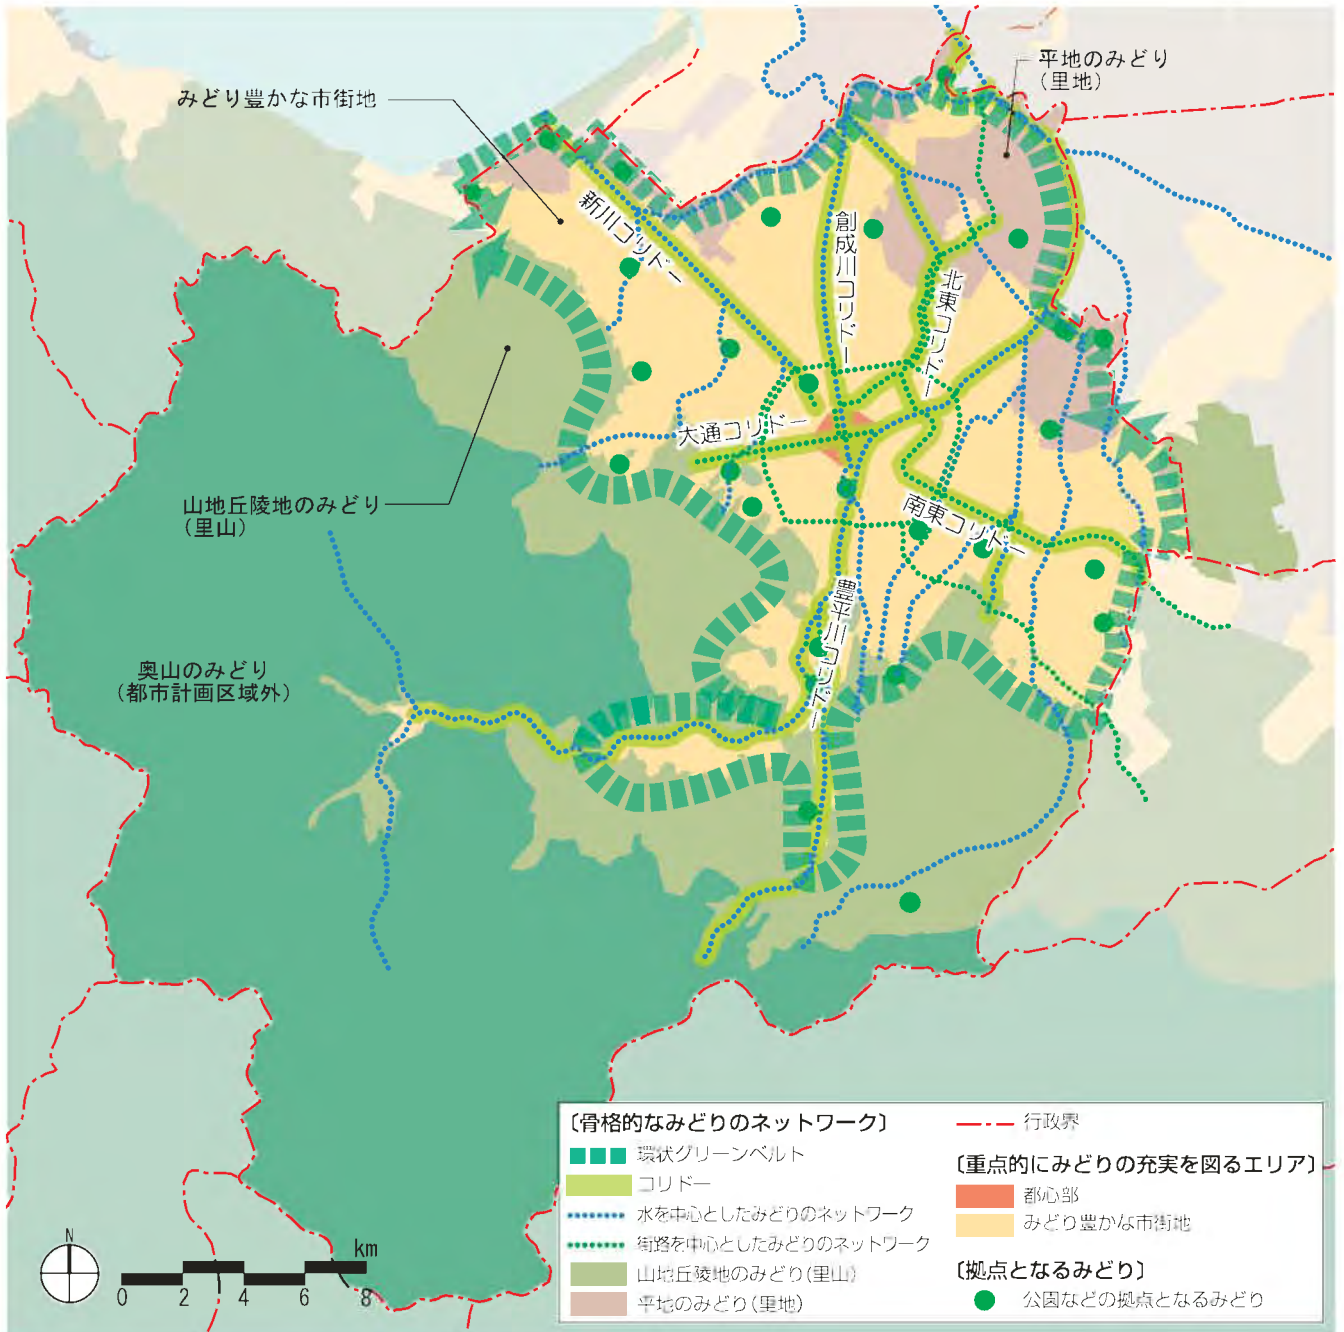 みどり豊かな市街地
平地のみどり
(里地)
新川コリドー
創成川コリドー
北東コリドー
大通コリドー
南東コリドー
豊平川コリドー
山地丘陵地のみどり
(里山)
奥山のみどり
(都市計画区域外)
〔骨格的なみどりのネットワーク〕
環状グリーンベルト
コリドー
水を中心としたみどりのネットワーク
街路を中心としたみどりのネットワーク
山地丘陵地のみどり(里山)
平地のみどり(里地)
行政界
〔重点的にみどりの充実を図るエリア〕
都心部
みどり豊かな市街地
〔拠点となるみどり〕
公園などの拠点となるみどり
N
km
0 2 4 6 8